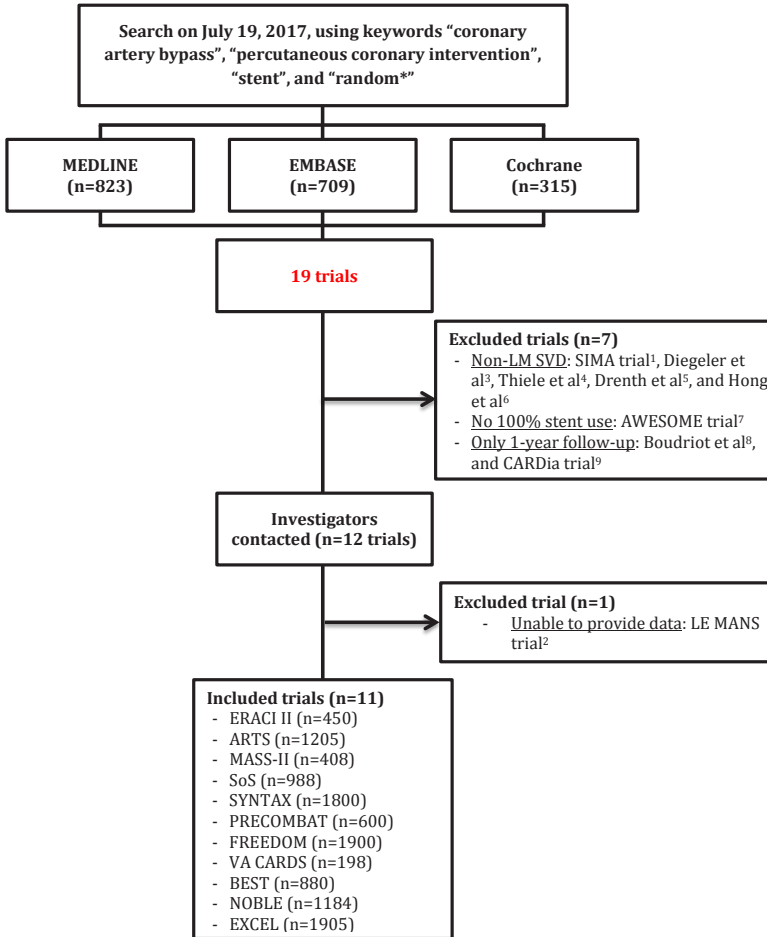 Search on July 19, 2017, using keywords “coronary
artery bypass”, “percutaneous coronary intervention”,
“stent”, and “random*”
MEDLINE
(n=823)
EMBASE
(n=709)
Cochrane
(n=315)
19 trials
Excluded trials (n=7)
- Non-LM SVD: SIMA trial¹, Diegeler et
al³, Thiele et al⁴, Drenth et al⁵, and Hong
et al⁶
- No 100% stent use: AWESOME trial⁷
- Only 1-year follow-up: Boudriot et al⁸,
and CARDia trial⁹
Investigators
contacted (n=12 trials)
Excluded trial (n=1)
- Unable to provide data: LE MANS
trial²
Included trials (n=11)
- ERACI II (n=450)
- ARTS (n=1205)
- MASS-II (n=408)
- SoS (n=988)
- SYNTAX (n=1800)
- PRECOMBAT (n=600)
- FREEDOM (n=1900)
- VA CARDS (n=198)
- BEST (n=880)
- NOBLE (n=1184)
- EXCEL (n=1905)